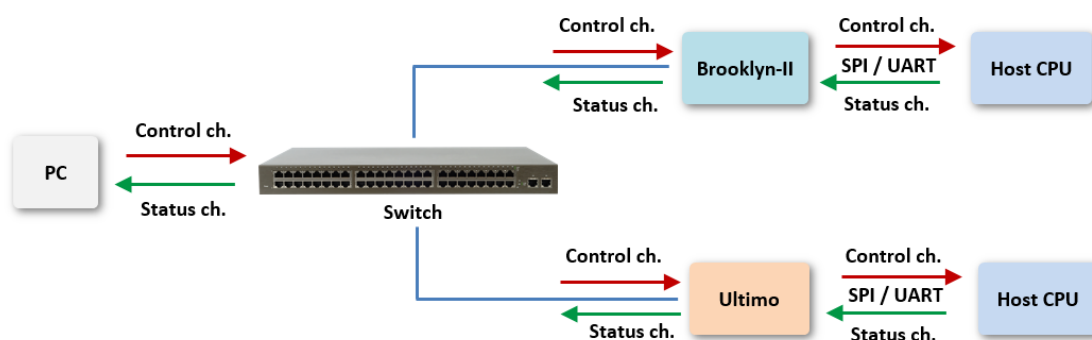 Control ch.
Brooklyn-II
Control ch.
SPI / UART
Host CPU
Status ch.
Status ch.
PC
Control ch.
Status ch.
Switch
Control ch.
Ultimo
Control ch.
SPI / UART
Host CPU
Status ch.
Status ch.